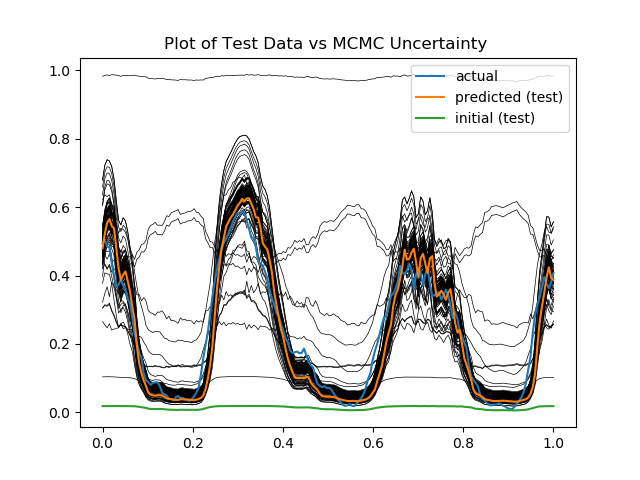 Plot of Test Data vs MCMC Uncertainty
actual
predicted (test)
initial (test)
1.0
0.8
0.6
0.4
0.2
0.0
0.0 0.2 0.4 0.6 0.8 1.0